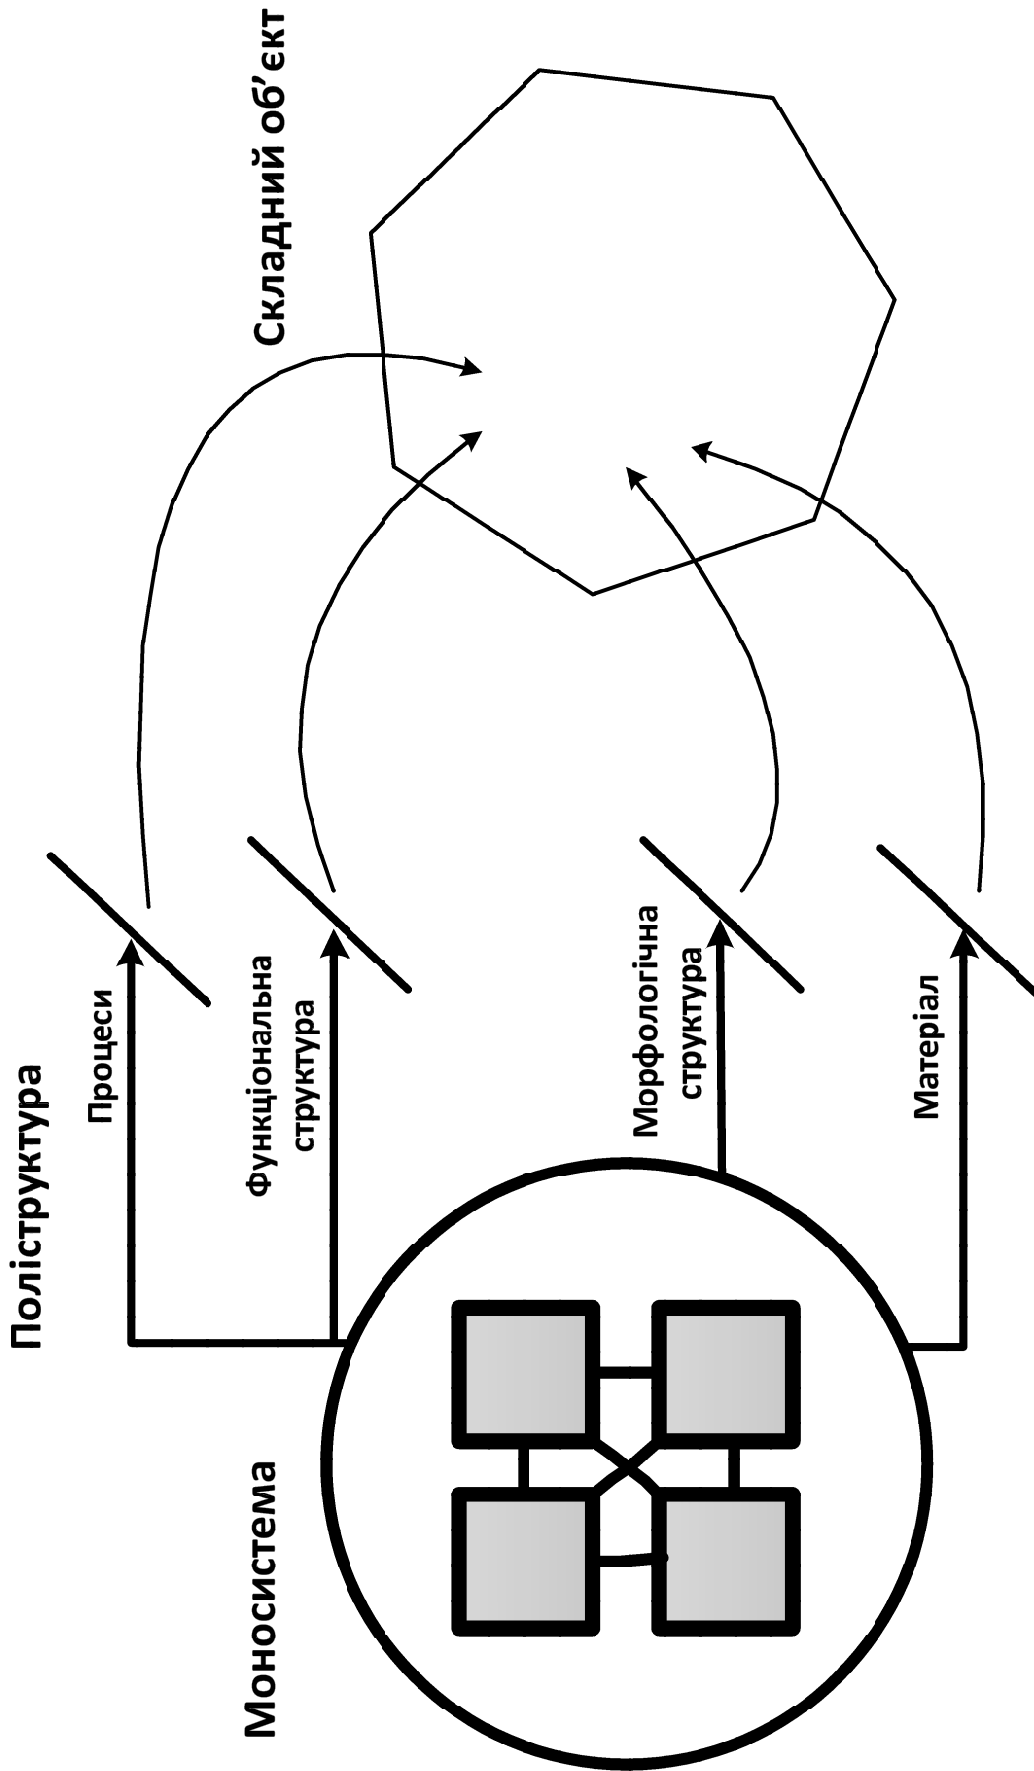 Моносистема
Поліструктура
Складний об’єкт
Процеси
Функціональна
структура
Морфологічна
структура
Матеріал